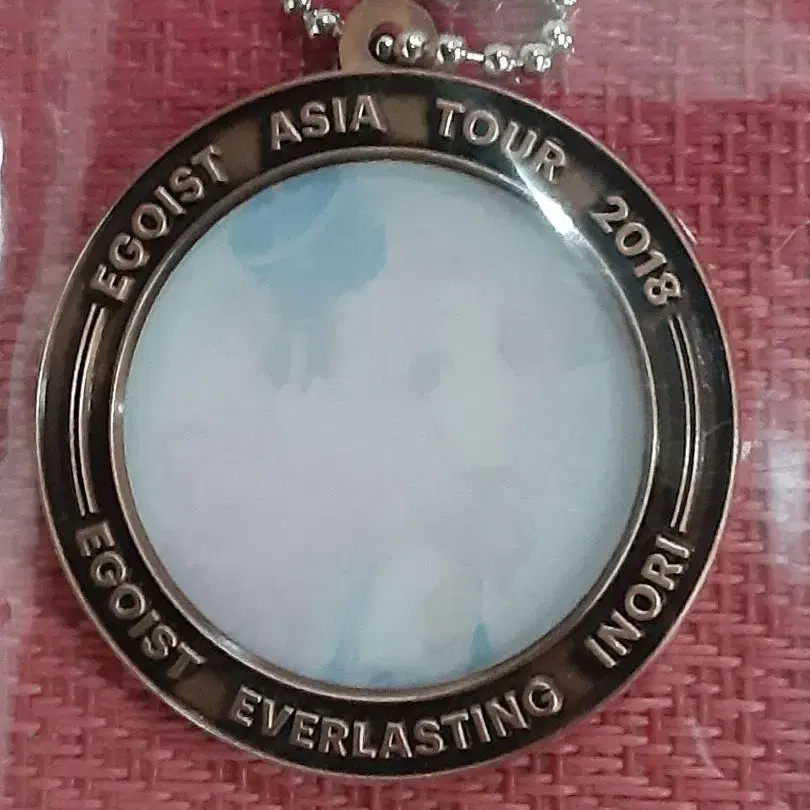 EGOIST ASIA TOUR 2018
EGOIST EVERLASTING INORI